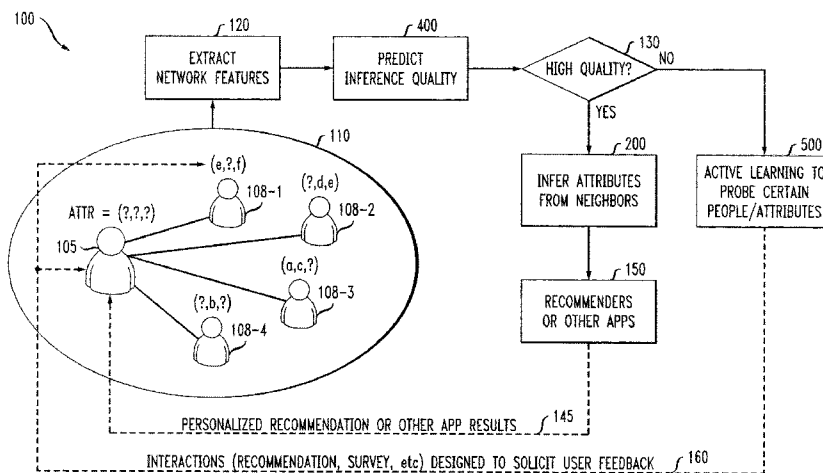 100
120
400
130
EXTRACT
NETWORK FEATURES
PREDICT
INFERENCE QUALITY
HIGH QUALITY?
NO
YES
110
200
500
(e,?,f)
108-1
(?,d,e)
108-2
ATTR = (?,?,?)
105
INFER ATTRIBUTES
FROM NEIGHBORS
ACTIVE LEARNING TO
PROBE CERTAIN
PEOPLE/ATTRIBUTES
(a,c,?)
108-3
150
(?,b,?)
108-4
RECOMMENDERS
OR OTHER APPS
PERSONALIZED RECOMMENDATION OR OTHER APP RESULTS
145
INTERACTIONS (RECOMMENDATION, SURVEY, etc) DESIGNED TO SOLICIT USER FEEDBACK
160